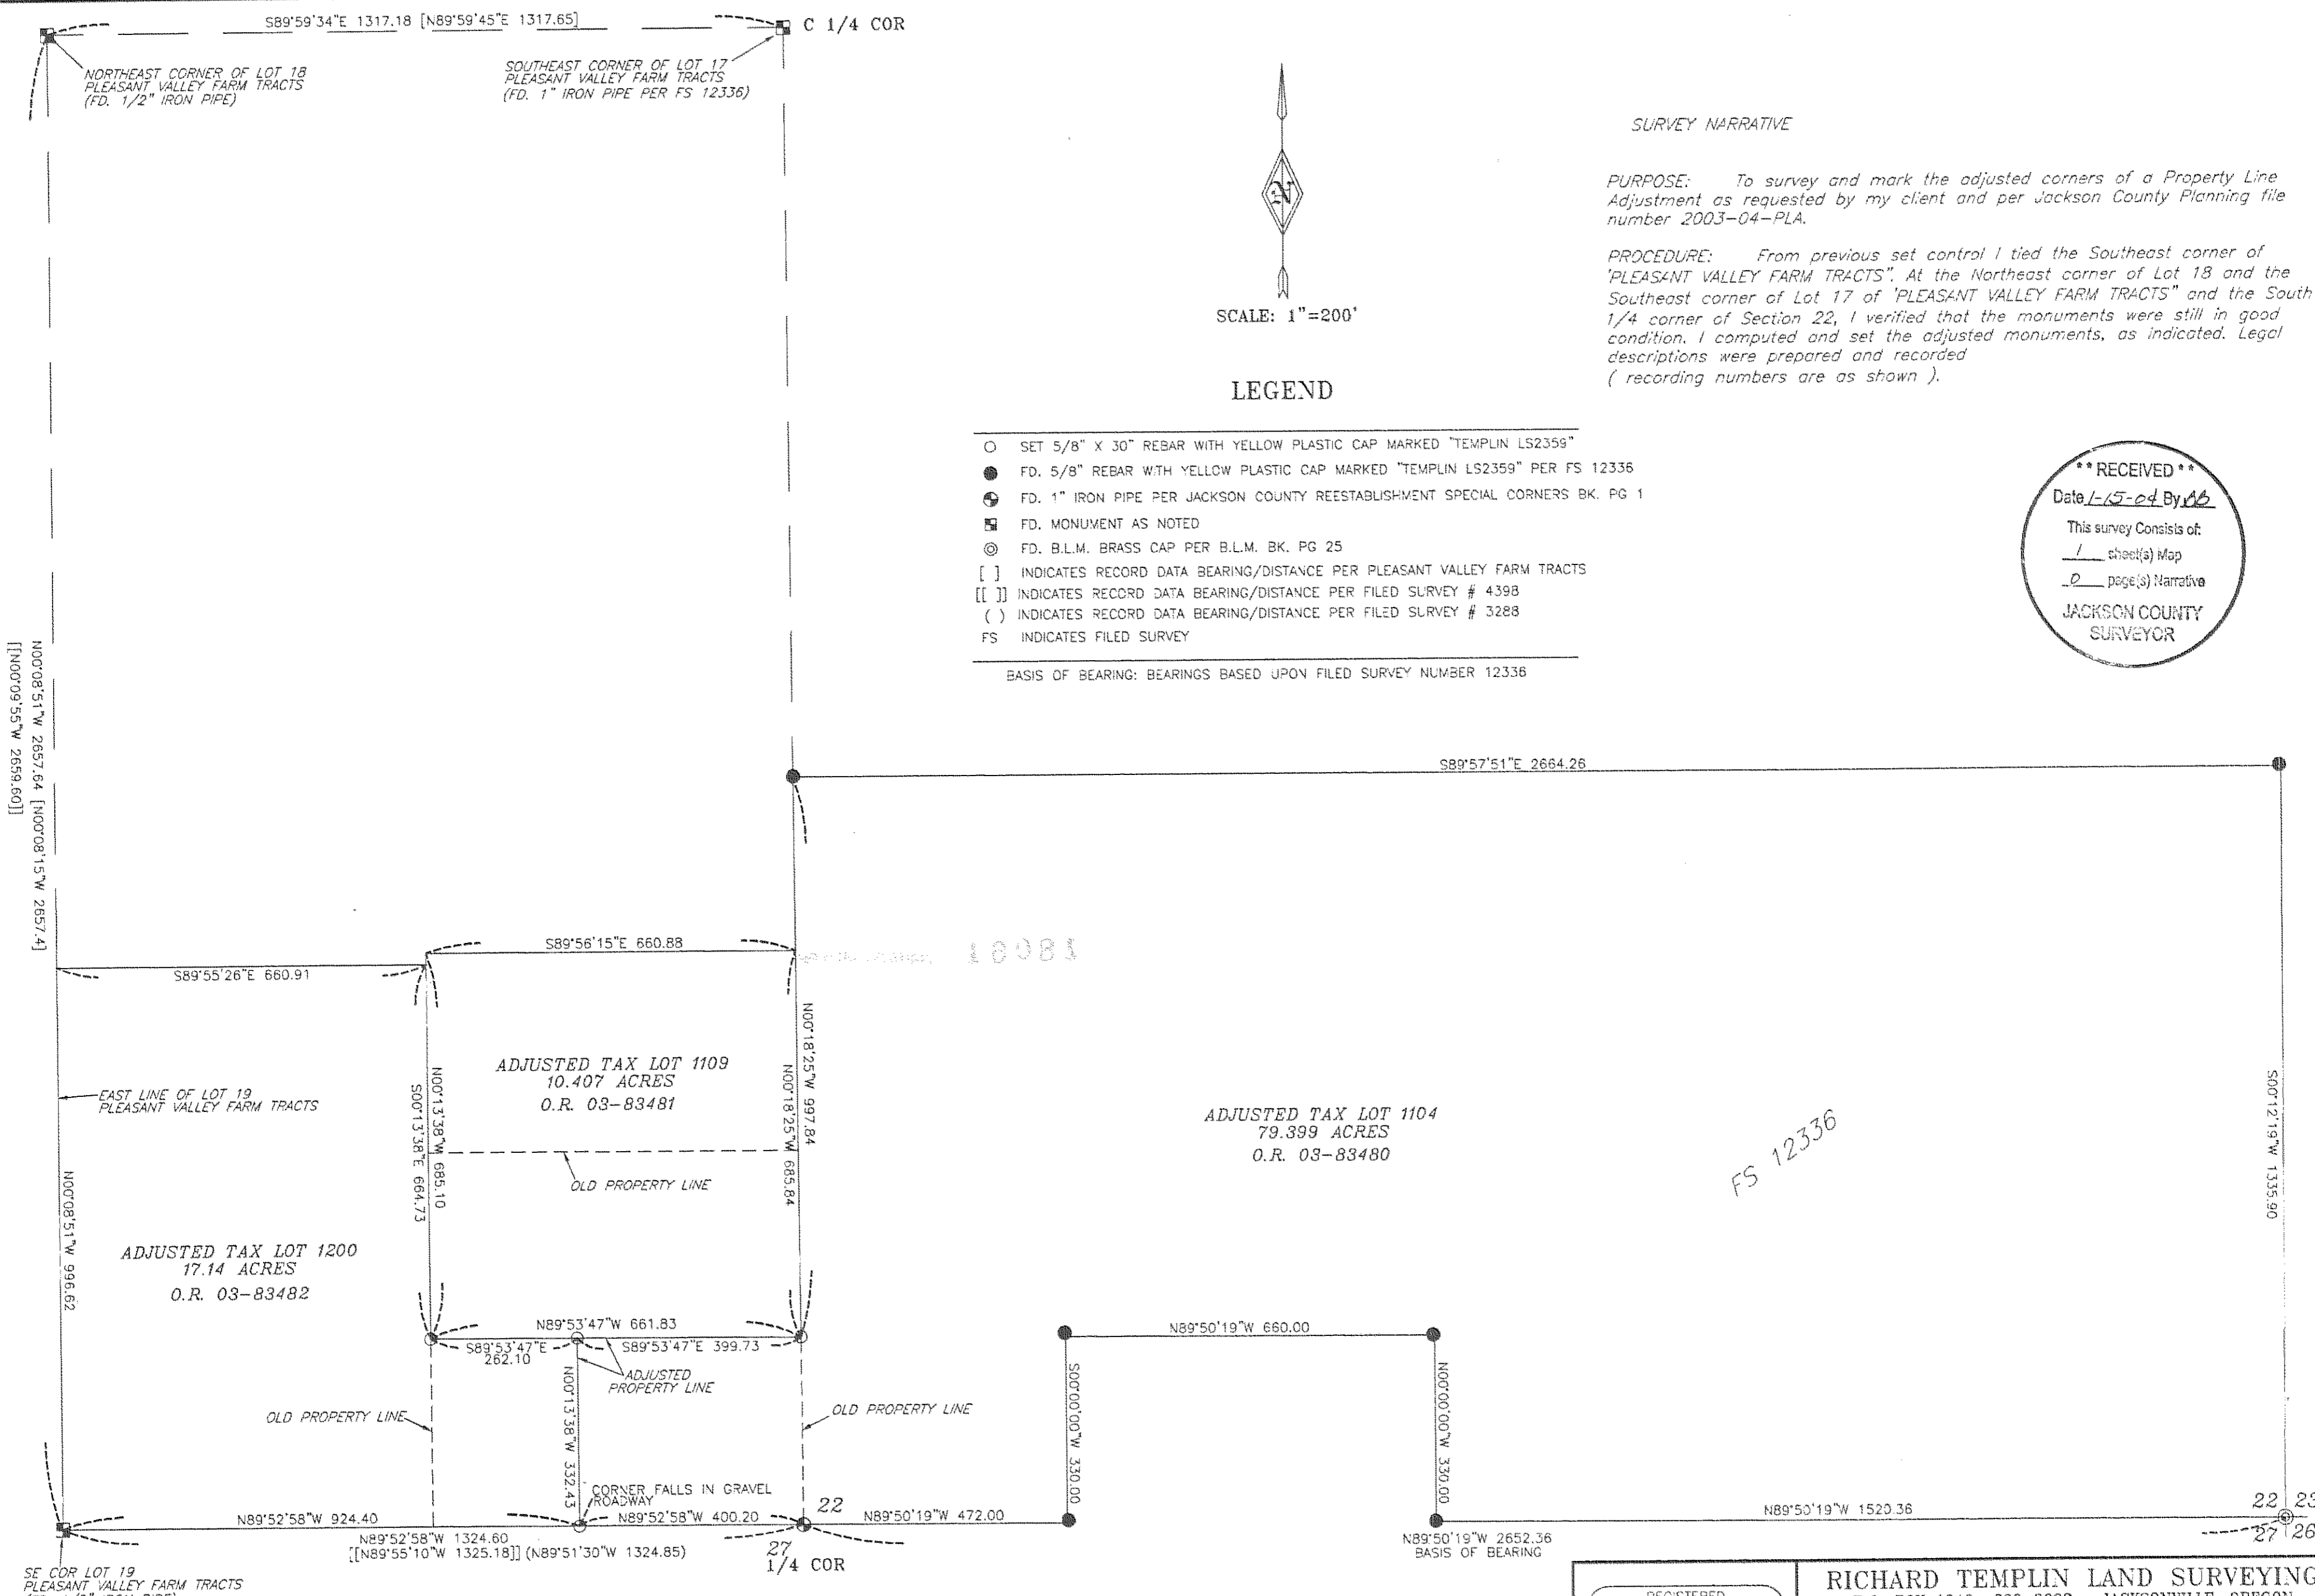 S89°59'34"E 1317.18 [N89°59'45"E 1317.65]
C 1/4 COR
NORTHEAST CORNER OF LOT 18
PLEASANT VALLEY FARM TRACTS
(FD. 1/2" IRON PIPE)
SOUTHEAST CORNER OF LOT 17
PLEASANT VALLEY FARM TRACTS
(FD. 1" IRON PIPE PER FS 12336)
N
SCALE: 1"=200'
SURVEY NARRATIVE
PURPOSE: To survey and mark the adjusted corners of a Property Line
Adjustment as requested by my client and per Jackson County Planning file
number 2003-04-PLA.
PROCEDURE: From previous set control I tied the Southeast corner of
'PLEASANT VALLEY FARM TRACTS". At the Northeast corner of Lot 18 and the
Southeast corner of Lot 17 of 'PLEASANT VALLEY FARM TRACTS" and the South
1/4 corner of Section 22, I verified that the monuments were still in good
condition. I computed and set the adjusted monuments, as indicated. Legal
descriptions were prepared and recorded
( recording numbers are as shown ).
LEGEND
SET 5/8" X 30" REBAR WITH YELLOW PLASTIC CAP MARKED "TEMPLIN LS2359"
FD. 5/8" REBAR WITH YELLOW PLASTIC CAP MARKED "TEMPLIN LS2359" PER FS 12336
FD. 1" IRON PIPE PER JACKSON COUNTY REESTABLISHMENT SPECIAL CORNERS BK. PG 1
FD. MONUMENT AS NOTED
FD. B.L.M. BRASS CAP PER B.L.M. BK. PG 25
[ ] INDICATES RECORD DATA BEARING/DISTANCE PER PLEASANT VALLEY FARM TRACTS
[[ ]] INDICATES RECORD DATA BEARING/DISTANCE PER FILED SURVEY # 4398
( ) INDICATES RECORD DATA BEARING/DISTANCE PER FILED SURVEY # 3288
FS INDICATES FILED SURVEY
BASIS OF BEARING: BEARINGS BASED UPON FILED SURVEY NUMBER 12336
** RECEIVED **
Date 1-15-04 By BB
This survey Consists of:
1 sheet(s) Map
0 page(s) Narrative
JACKSON COUNTY
SURVEYOR
N00°08'51"W 2657.64 [N00°08'15"W 2657.4]
[[N00°09'55"W 2659.60]]
S89°57'51"E 2664.26
S89°56'15"E 660.88
18081
S89°55'26"E 660.91
N00°18'25"W 997.84
N00°18'25"W 685.84
ADJUSTED TAX LOT 1109
10.407 ACRES
O.R. 03-83481
N00°13'38"W 685.10
S00°13'38"E 664.73
EAST LINE OF LOT 19
PLEASANT VALLEY FARM TRACTS
OLD PROPERTY LINE
ADJUSTED TAX LOT 1104
79.399 ACRES
O.R. 03-83480
FS 12336
S00°12'19"W 1335.90
N00°08'51"W 996.62
ADJUSTED TAX LOT 1200
17.14 ACRES
O.R. 03-83482
N89°53'47"W 661.83
S89°53'47"E
262.10
S89°53'47"E 399.73
ADJUSTED
PROPERTY LINE
N00°13'38"W 332.43
OLD PROPERTY LINE
OLD PROPERTY LINE
N89°50'19"W 660.00
S00°00'00"W 330.00
N00°00'00"W 330.00
CORNER FALLS IN GRAVEL
ROADWAY
N89°52'58"W 924.40
N89°52'58"W 400.20
22
N89°50'19"W 472.00
N89°50'19"W 1520.36
22 23
27 26
N89°52'58"W 1324.60
[[N89°55'10"W 1325.18]] (N89°51'30"W 1324.85)
27
1/4 COR
N89°50'19"W 2652.36
BASIS OF BEARING
SE COR LOT 19
PLEASANT VALLEY FARM TRACTS
REGISTERED
RICHARD TEMPLIN LAND SURVEYING